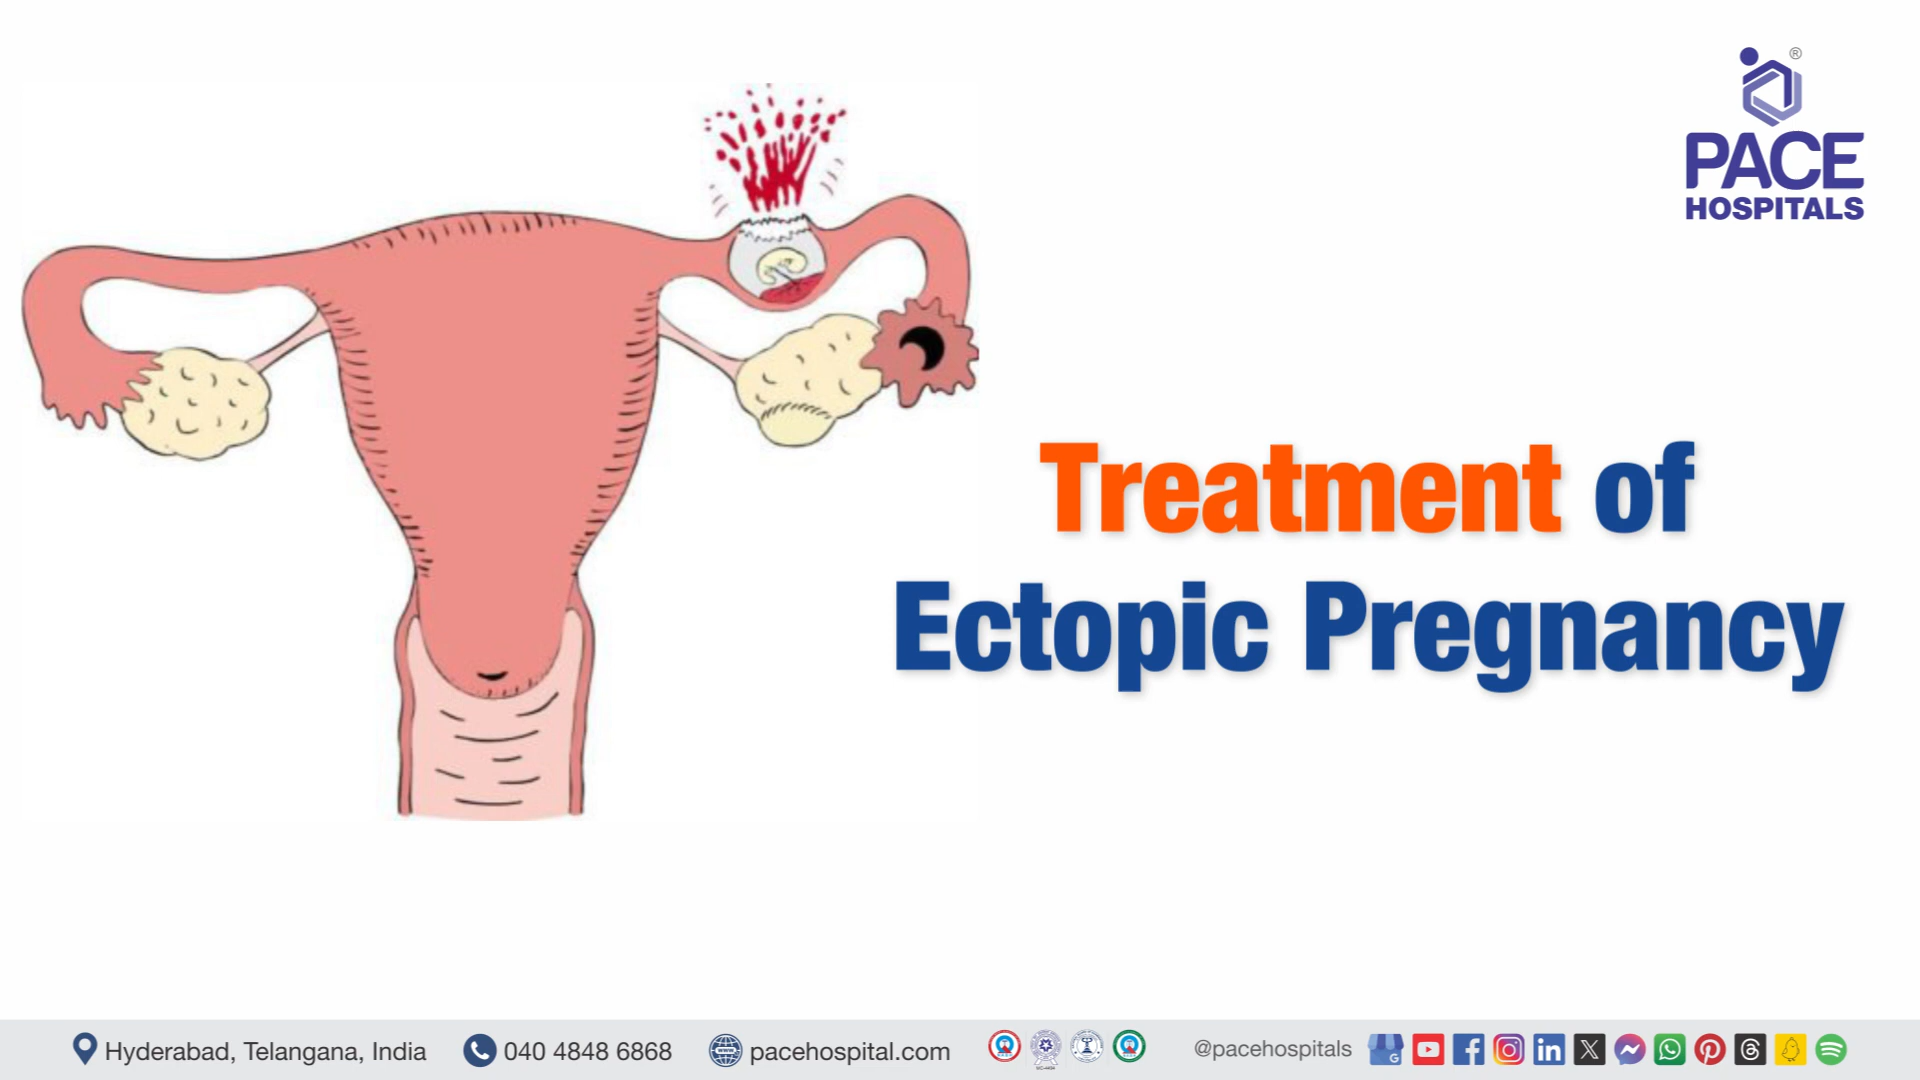 ®
PACE
HOSPITALS
Treatment of
Ectopic Pregnancy
Hyderabad, Telangana, India
040 4848 6868
pacehospital.com
@pacehospitals